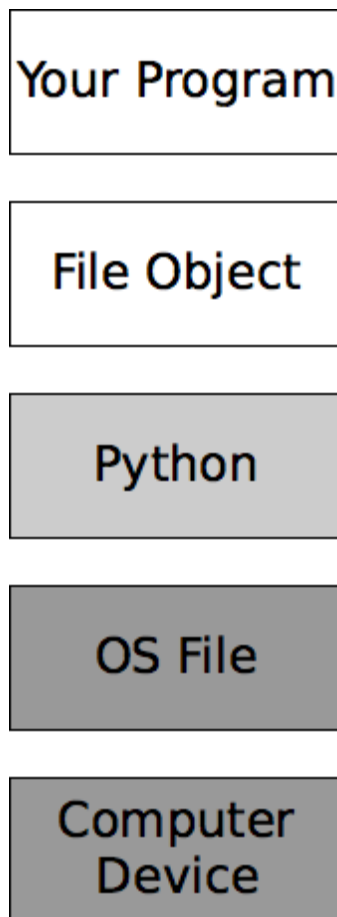 Your Program
File Object
Python
OS File
Computer
Device